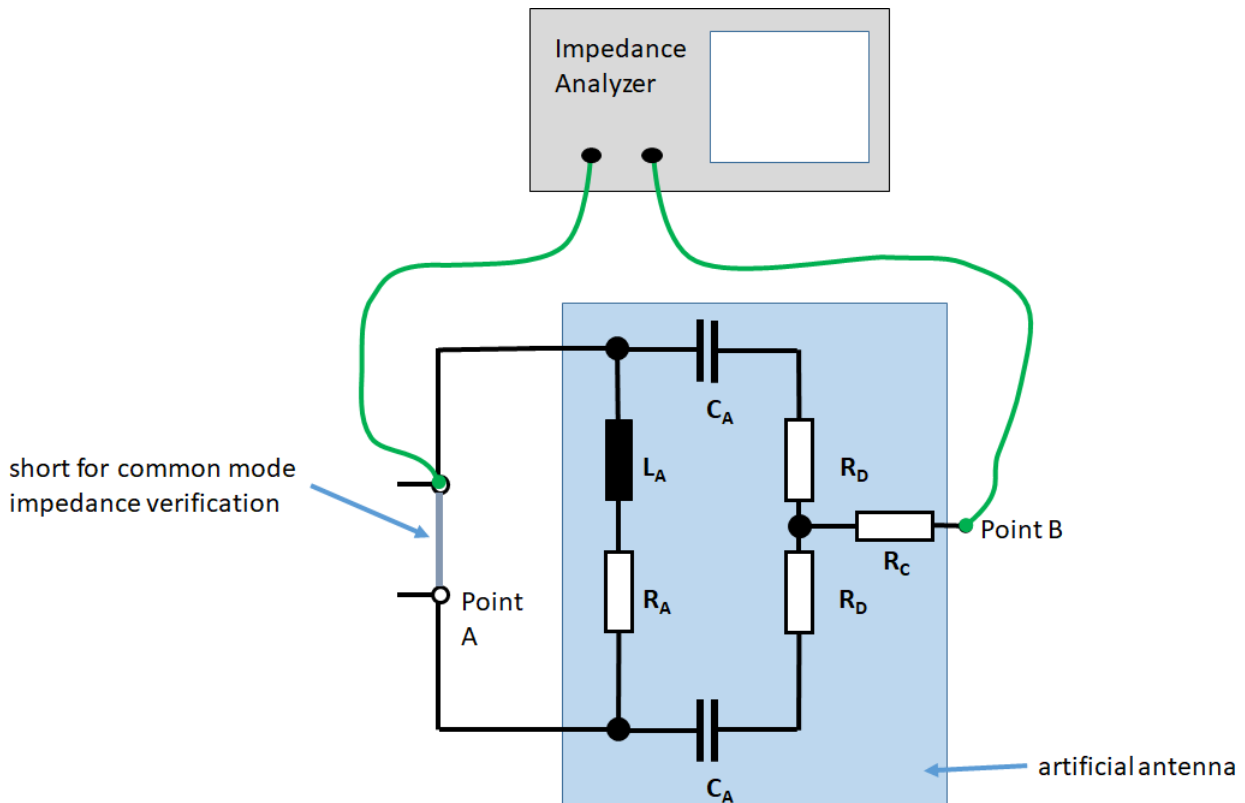 Impedance
Analyzer
C_A
L_A
R_D
short for common mode
impedance verification
Point B
R_C
R_A
R_D
Point
A
C_A
artificial antenna